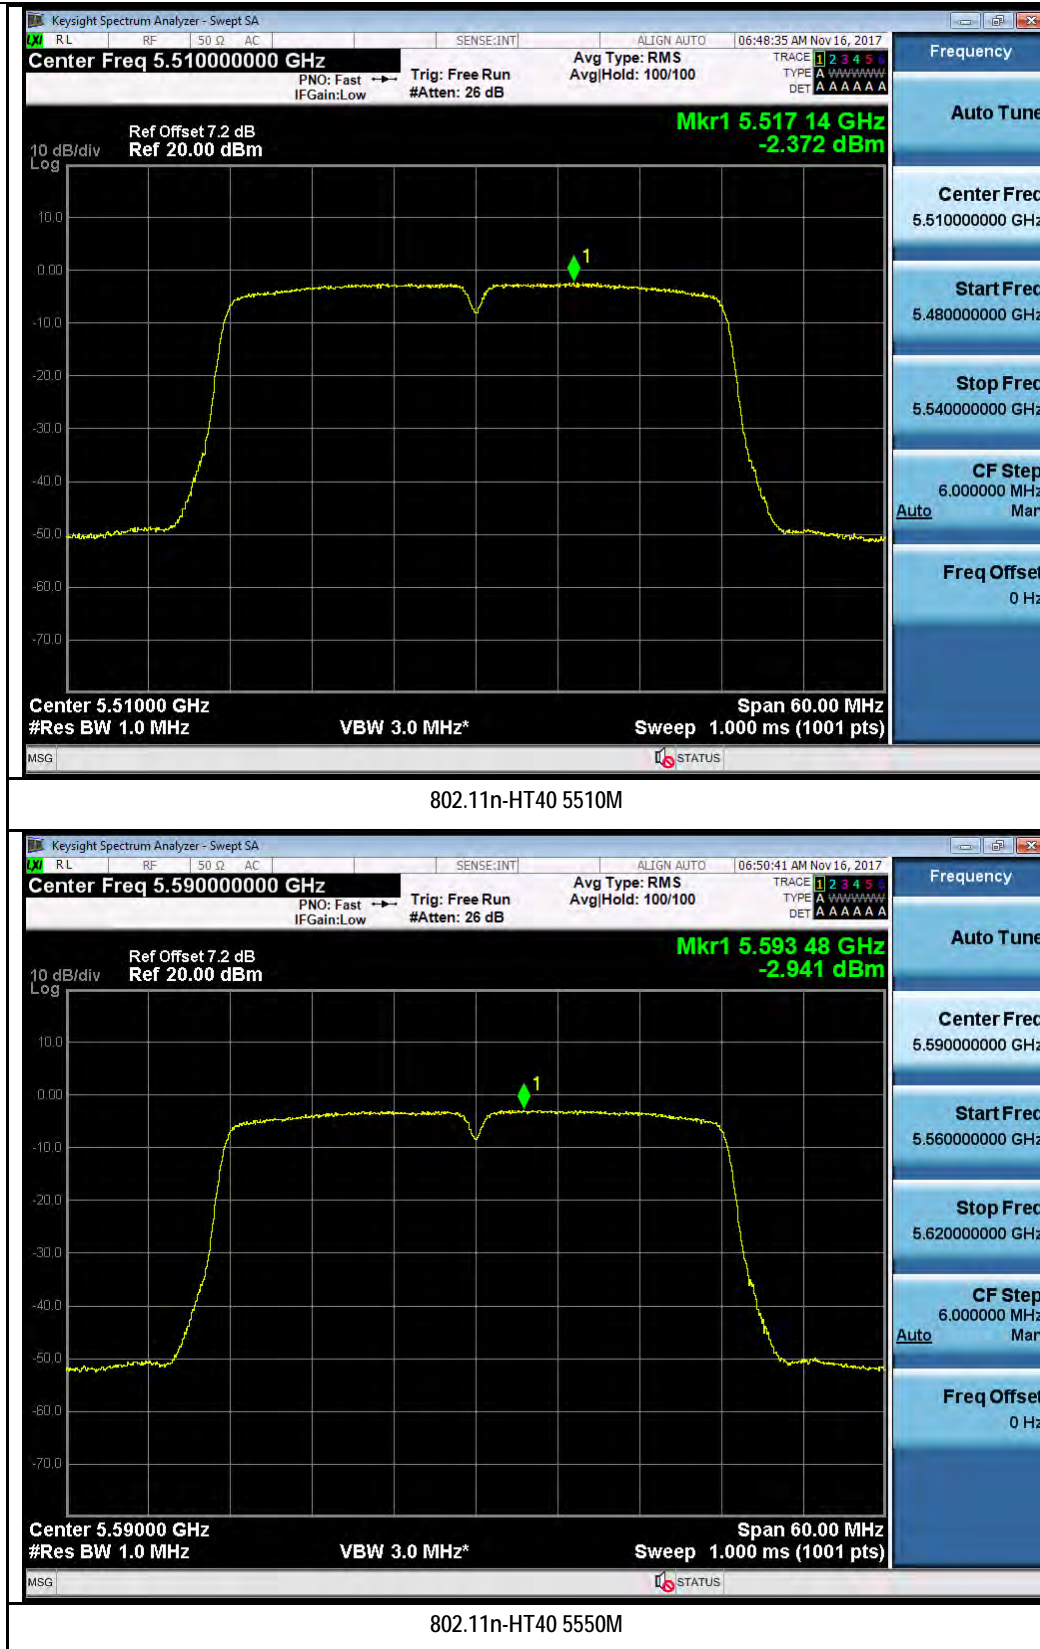 Keysight Spectrum Analyzer - Swept SA
LXI RL RF 50 Ω AC SENSE:INT ALIGN AUTO 06:48:35 AM Nov 16, 2017
Center Freq 5.510000000 GHz
PNO: Fast
IFGain:Low
Trig: Free Run
#Atten: 26 dB
Avg Type: RMS
Avg|Hold: 100/100
TRACE 1 2 3 4 5 6
TYPE A WWWWW
DET A A A A A A
Frequency
Mkr1 5.517 14 GHz
-2.372 dBm
Ref Offset 7.2 dB
10 dB/div Ref 20.00 dBm
Log
10.0
0.00
-10.0
-20.0
-30.0
-40.0
-50.0
-60.0
-70.0
1
Center 5.51000 GHz Span 60.00 MHz
#Res BW 1.0 MHz VBW 3.0 MHz* Sweep 1.000 ms (1001 pts)
Auto Tune
Center Freq
5.510000000 GHz
Start Freq
5.480000000 GHz
Stop Freq
5.540000000 GHz
CF Step
6.000000 MHz
Auto Man
Freq Offset
0 Hz
MSG STATUS
802.11n-HT40 5510M
Keysight Spectrum Analyzer - Swept SA
LXI RL RF 50 Ω AC SENSE:INT ALIGN AUTO 06:50:41 AM Nov 16, 2017
Center Freq 5.590000000 GHz
PNO: Fast
IFGain:Low
Trig: Free Run
#Atten: 26 dB
Avg Type: RMS
Avg|Hold: 100/100
TRACE 1 2 3 4 5 6
TYPE A WWWWW
DET A A A A A A
Frequency
Mkr1 5.593 48 GHz
-2.941 dBm
Ref Offset 7.2 dB
10 dB/div Ref 20.00 dBm
Log
10.0
0.00
-10.0
-20.0
-30.0
-40.0
-50.0
-60.0
-70.0
1
Center 5.59000 GHz Span 60.00 MHz
#Res BW 1.0 MHz VBW 3.0 MHz* Sweep 1.000 ms (1001 pts)
Auto Tune
Center Freq
5.590000000 GHz
Start Freq
5.560000000 GHz
Stop Freq
5.620000000 GHz
CF Step
6.000000 MHz
Auto Man
Freq Offset
0 Hz
MSG STATUS
802.11n-HT40 5550M